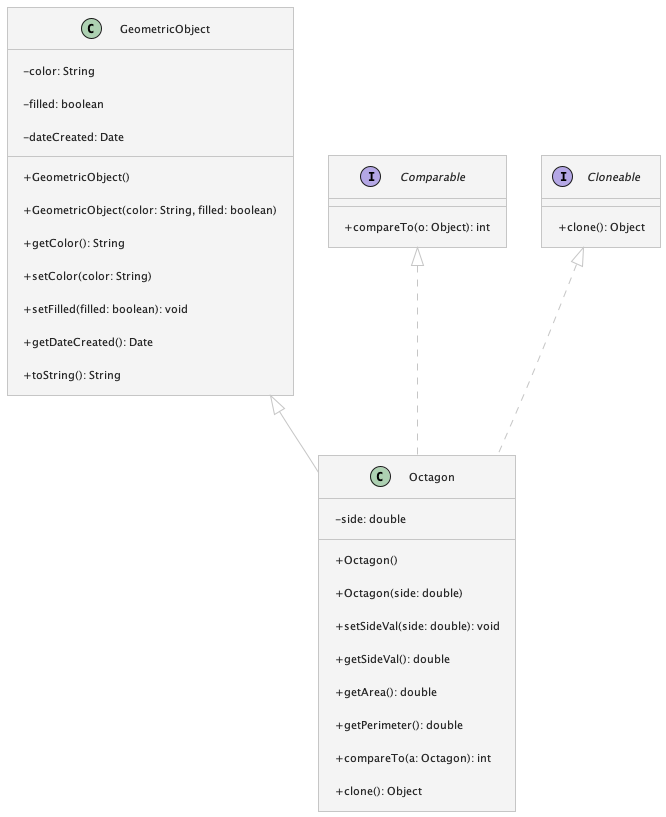 C GeometricObject
-color: String
-filled: boolean
-dateCreated: Date
+GeometricObject()
+GeometricObject(color: String, filled: boolean)
+getColor(): String
+setColor(color: String)
+setFilled(filled: boolean): void
+getDateCreated(): Date
+toString(): String
I Comparable
+compareTo(o: Object): int
I Cloneable
+clone(): Object
C Octagon
-side: double
+Octagon()
+Octagon(side: double)
+setSideVal(side: double): void
+getSideVal(): double
+getArea(): double
+getPerimeter(): double
+compareTo(a: Octagon): int
+clone(): Object